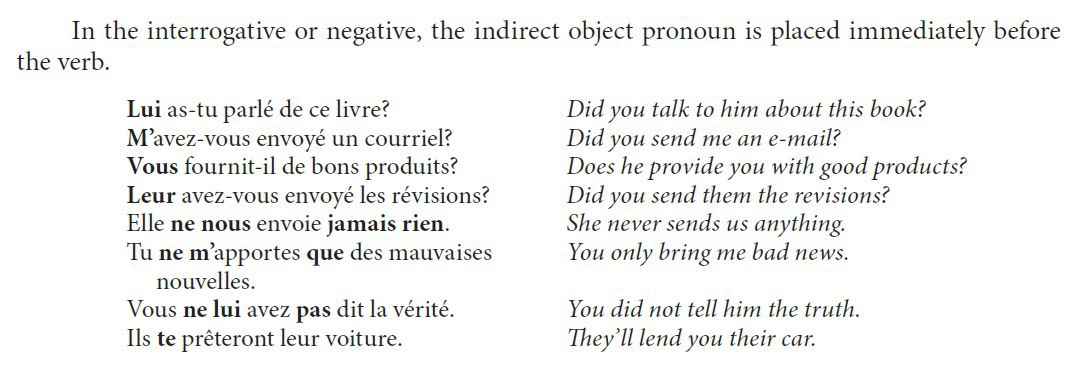 In the interrogative or negative, the indirect object pronoun is placed immediately before
the verb.
Lui as-tu parlé de ce livre? Did you talk to him about this book?
M’avez-vous envoyé un courriel? Did you send me an e-mail?
Vous fournit-il de bons produits? Does he provide you with good products?
Leur avez-vous envoyé les révisions? Did you send them the revisions?
Elle ne nous envoie jamais rien. She never sends us anything.
Tu ne m’apportes que des mauvaises You only bring me bad news.
nouvelles.
Vous ne lui avez pas dit la vérité. You did not tell him the truth.
Ils te prêteront leur voiture. They’ll lend you their car.